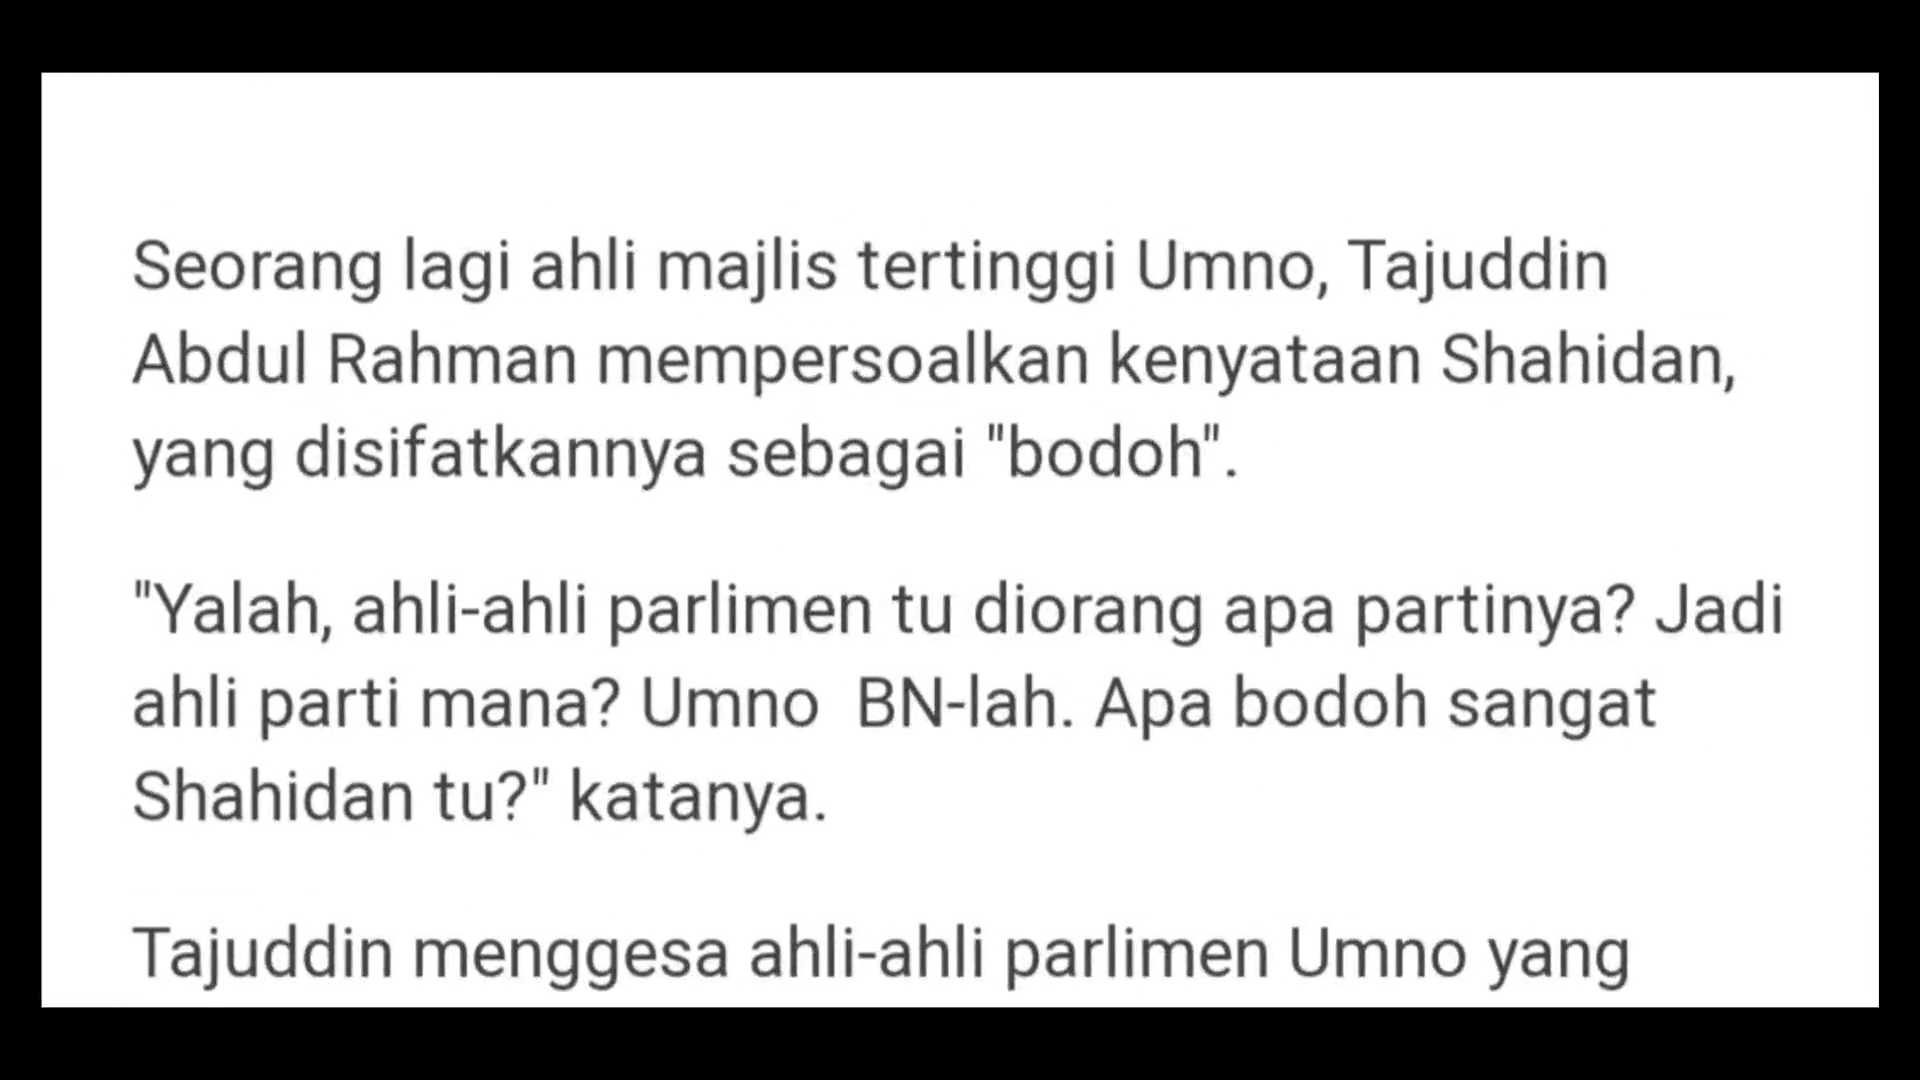 Seorang lagi ahli majlis tertinggi Umno, Tajuddin
Abdul Rahman mempersoalkan kenyataan Shahidan,
yang disifatkannya sebagai "bodoh".
"Yalah, ahli-ahli parlimen tu diorang apa partinya? Jadi
ahli parti mana? Umno  BN-lah. Apa bodoh sangat
Shahidan tu?" katanya.
Tajuddin menggesa ahli-ahli parlimen Umno yang